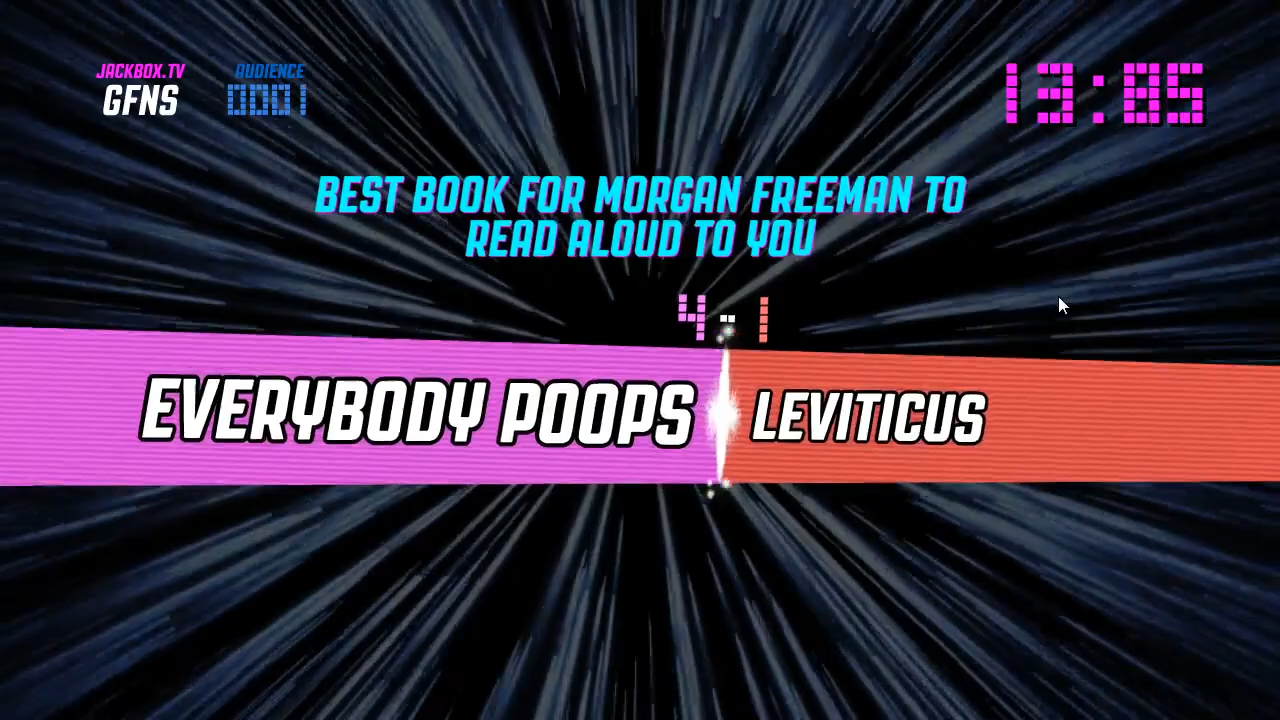 JACKBOX.TV
GFNS
AUDIENCE
0001
13:85
BEST BOOK FOR MORGAN FREEMAN TO
READ ALOUD TO YOU
4-1
EVERYBODY POOPS
LEVITICUS